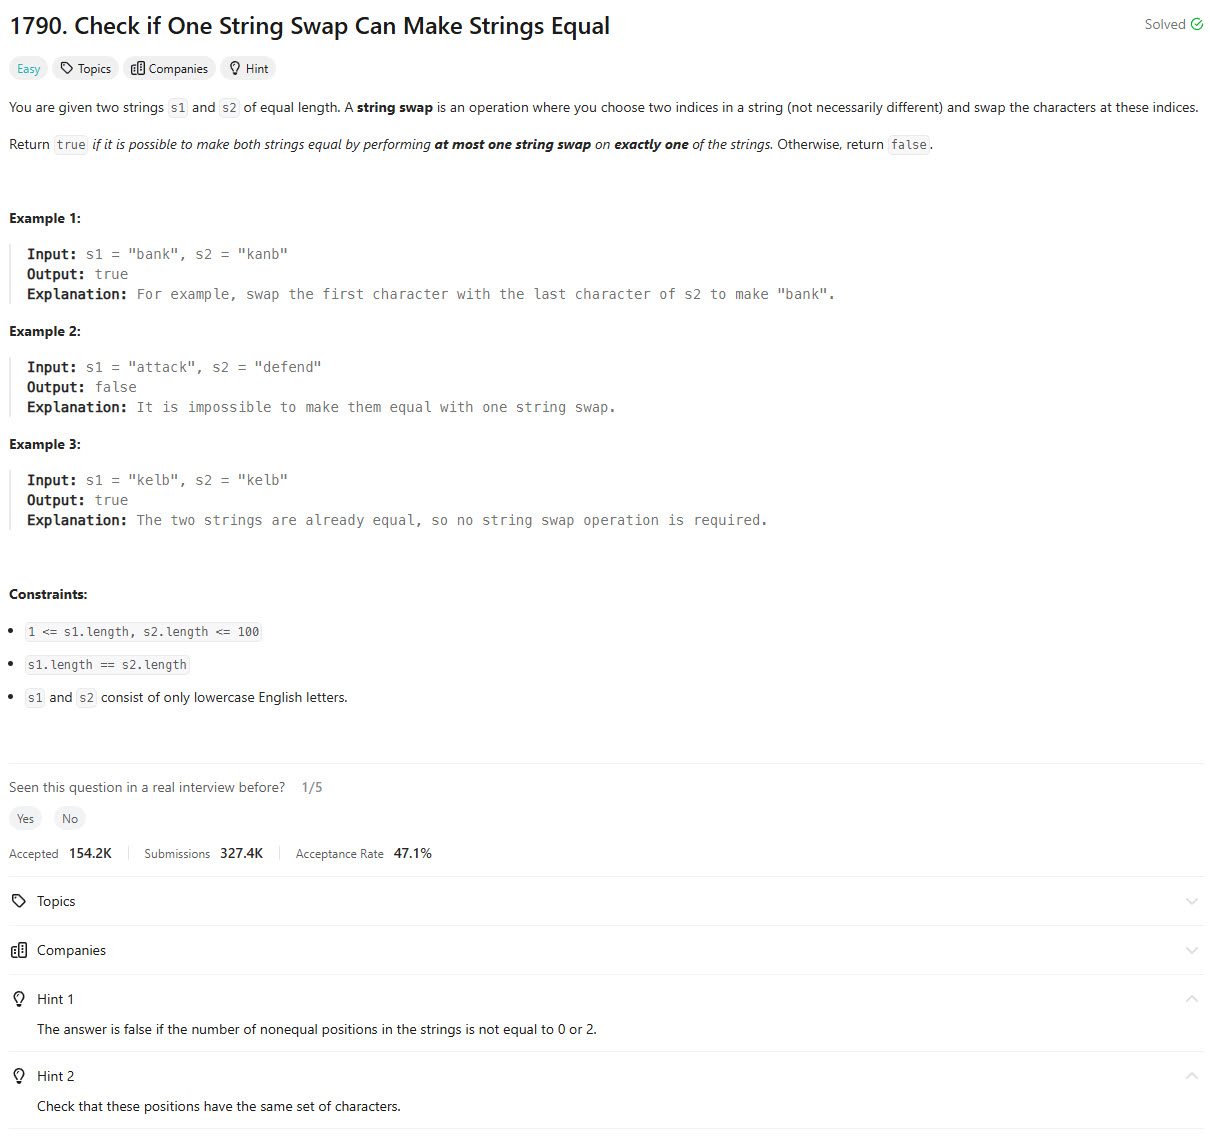 1790. Check if One String Swap Can Make Strings Equal
Solved
Easy Topics Companies Hint
You are given two strings s1 and s2 of equal length. A string swap is an operation where you choose two indices in a string (not necessarily different) and swap the characters at these indices.
Return true if it is possible to make both strings equal by performing at most one string swap on exactly one of the strings. Otherwise, return false.
Example 1:
Input: s1 = "bank", s2 = "kanb"
Output: true
Explanation: For example, swap the first character with the last character of s2 to make "bank".
Example 2:
Input: s1 = "attack", s2 = "defend"
Output: false
Explanation: It is impossible to make them equal with one string swap.
Example 3:
Input: s1 = "kelb", s2 = "kelb"
Output: true
Explanation: The two strings are already equal, so no string swap operation is required.
Constraints:
• 1 <= s1.length, s2.length <= 100
• s1.length == s2.length
• s1 and s2 consist of only lowercase English letters.
Seen this question in a real interview before? 1/5
Yes No
Accepted 154.2K Submissions 327.4K Acceptance Rate 47.1%
Topics
Companies
Hint 1
The answer is false if the number of nonequal positions in the strings is not equal to 0 or 2.
Hint 2
Check that these positions have the same set of characters.